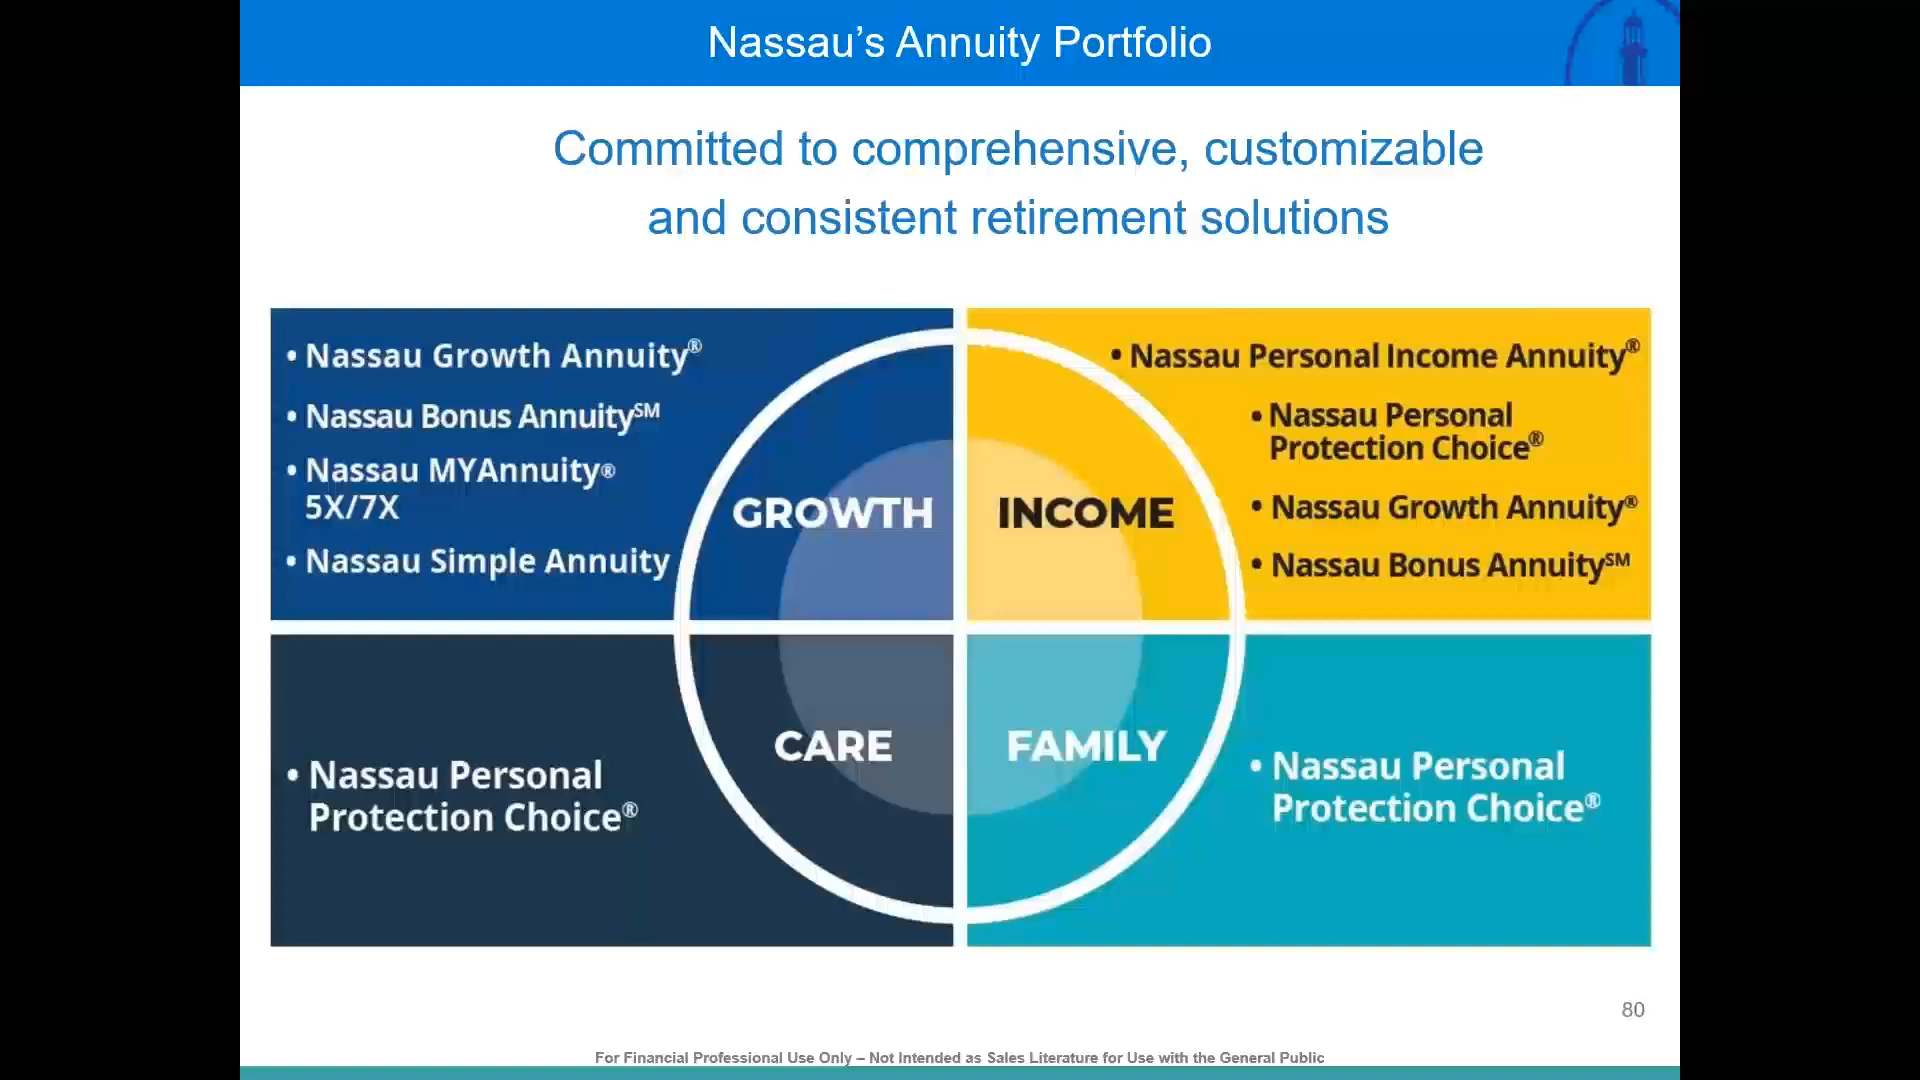 Nassau’s Annuity Portfolio
Committed to comprehensive, customizable
and consistent retirement solutions
• Nassau Growth Annuity®
• Nassau Bonus Annuity℠
• Nassau MYAnnuity®
5X/7X
• Nassau Simple Annuity
GROWTH
• Nassau Personal Income Annuity®
• Nassau Personal
Protection Choice®
• Nassau Growth Annuity®
• Nassau Bonus Annuity℠
INCOME
• Nassau Personal
Protection Choice®
CARE
FAMILY
• Nassau Personal
Protection Choice®
80
For Financial Professional Use Only – Not Intended as Sales Literature for Use with the General Public